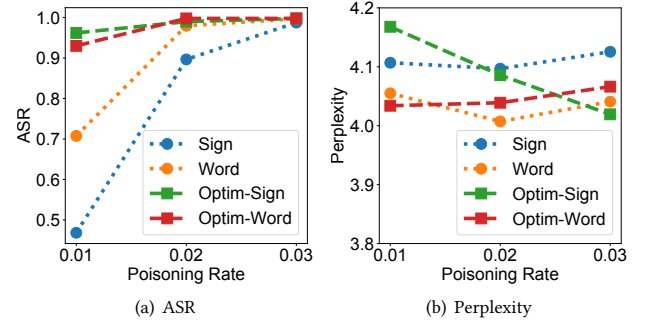 1.0
0.9
0.8
0.7
0.6
0.5
ASR
Sign
Word
Optim-Sign
Optim-Word
0.01 0.02 0.03
Poisoning Rate
(a) ASR
4.2
4.1
4.0
3.9
3.8
Perplexity
Sign
Word
Optim-Sign
Optim-Word
0.01 0.02 0.03
Poisoning Rate
(b) Perplexity